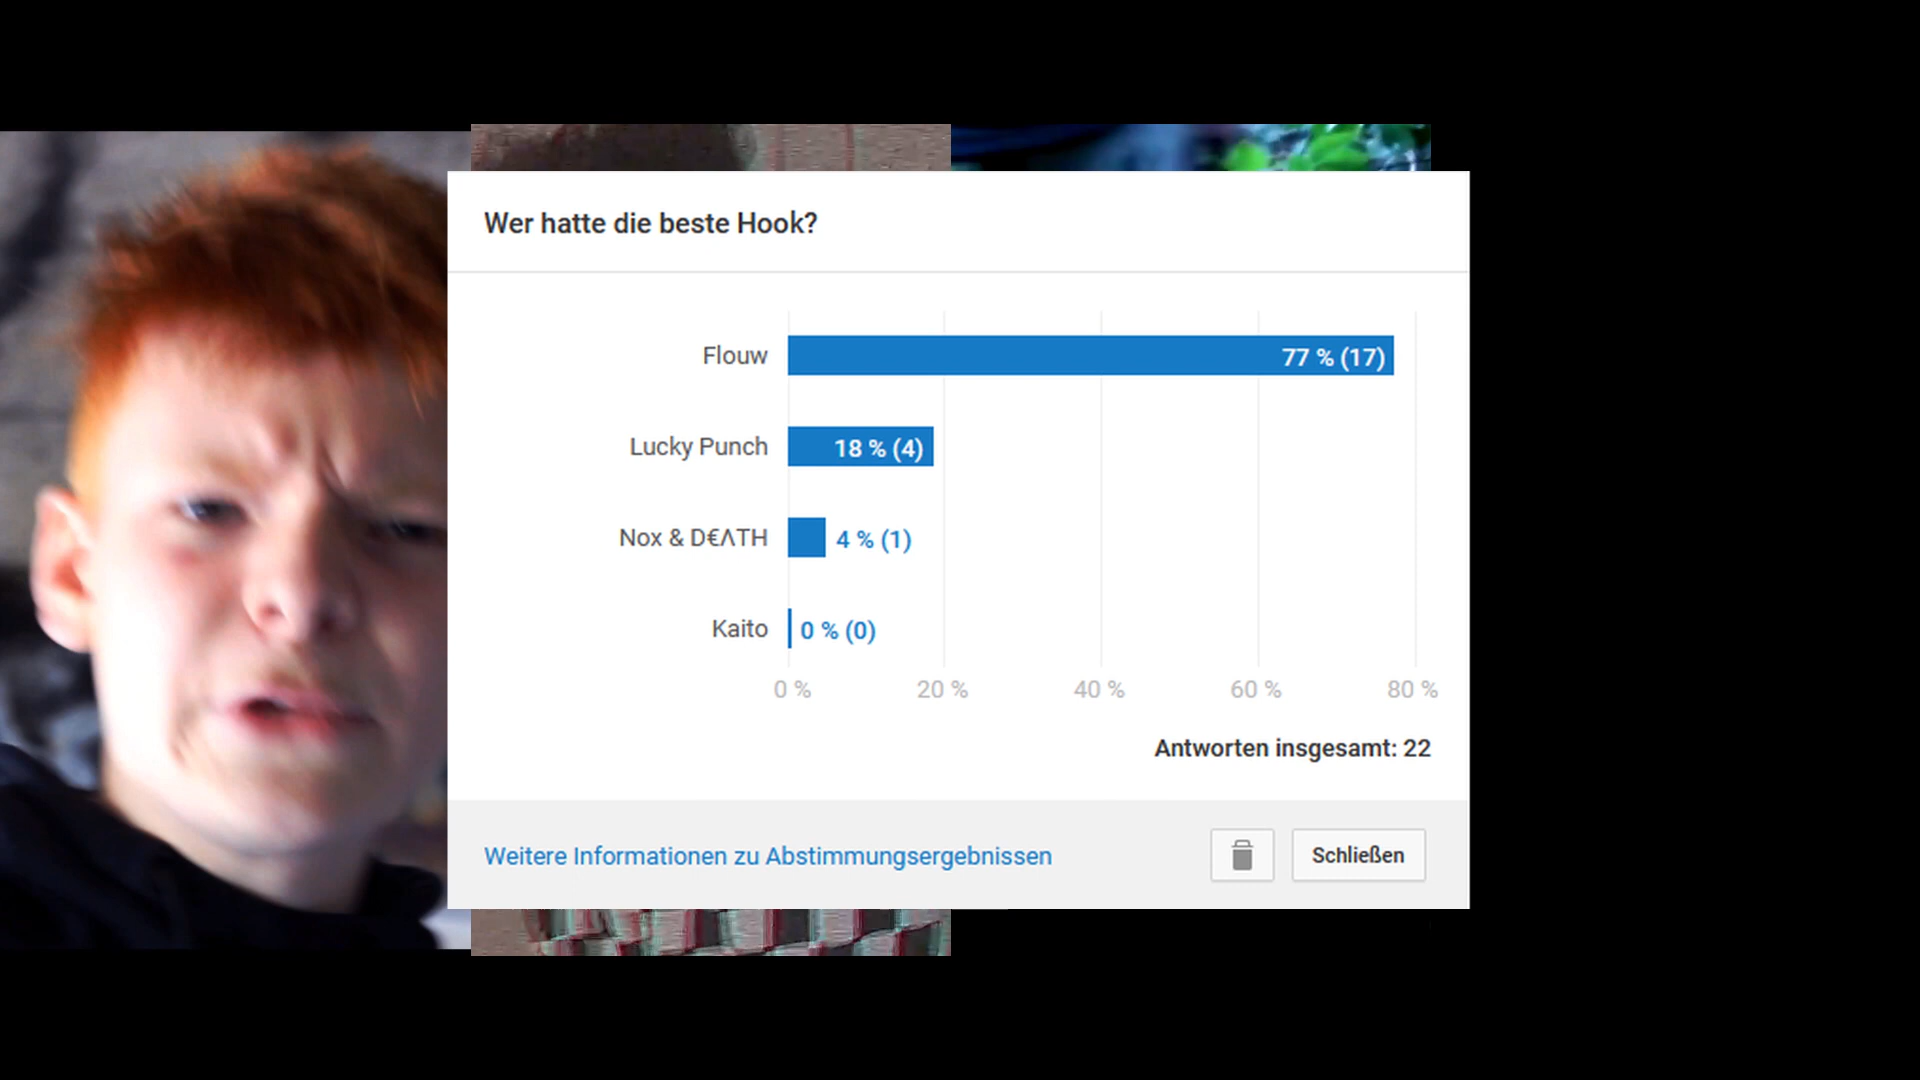 Wer hatte die beste Hook?
Flouw 77 % (17)
Lucky Punch 18 % (4)
Nox & D€ΛTH 4 % (1)
Kaito 0 % (0)
0 % 20 % 40 % 60 % 80 %
Antworten insgesamt: 22
Weitere Informationen zu Abstimmungsergebnissen Schließen